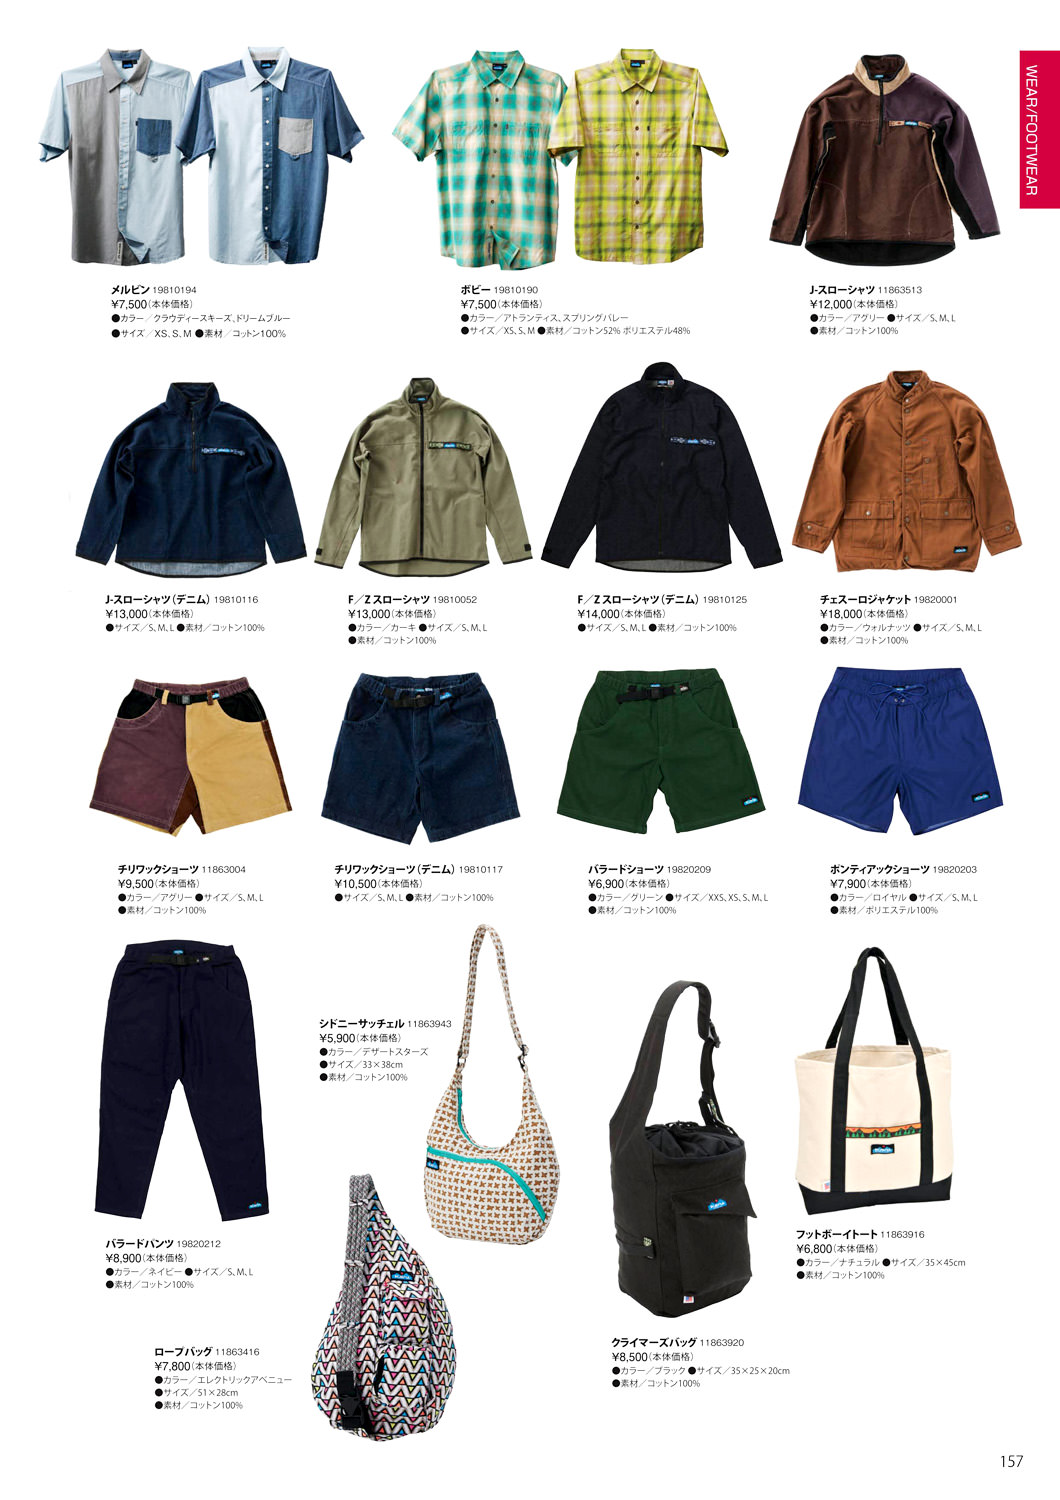 WEAR/FOOTWEAR
メルビン 19810194
¥7,500（本体価格）
●カラー／クラウディースキーズ、ドリームブルー
●サイズ／XS、S、M ●素材／コットン100%
ボビー 19810190
¥7,500（本体価格）
●カラー／アトランティス、スプリングバレー
●サイズ／XS、S、M ●素材／コットン52% ポリエステル48%
J-スローシャツ 11863513
¥12,000（本体価格）
●カラー／アグリー ●サイズ／S、M、L
●素材／コットン100%
J-スローシャツ（デニム） 19810116
¥13,000（本体価格）
●サイズ／S、M、L ●素材／コットン100%
F／Z スローシャツ 19810052
¥13,000（本体価格）
●カラー／カーキ ●サイズ／S、M、L
●素材／コットン100%
F／Z スローシャツ（デニム） 19810125
¥14,000（本体価格）
●サイズ／S、M、L ●素材／コットン100%
チェスーロジャケット 19820001
¥18,000（本体価格）
●カラー／ウォルナッツ ●サイズ／S、M、L
●素材／コットン100%
チリワックショーツ 11863004
¥9,500（本体価格）
●カラー／アグリー ●サイズ／S、M、L
●素材／コットン100%
チリワックショーツ（デニム） 19810117
¥10,500（本体価格）
●サイズ／S、M、L ●素材／コットン100%
バラードショーツ 19820209
¥6,900（本体価格）
●カラー／グリーン ●サイズ／XXS、XS、S、M、L
●素材／コットン100%
ポンティアックショーツ 19820203
¥7,900（本体価格）
●カラー／ロイヤル ●サイズ／S、M、L
●素材／ポリエステル100%
シドニーサッチェル 11863943
¥5,900（本体価格）
●カラー／デザートスターズ
●サイズ／33×38cm
●素材／コットン100%
バラードパンツ 19820212
¥8,900（本体価格）
●カラー／ネイビー ●サイズ／S、M、L
●素材／コットン100%
フットボーイトート 11863916
¥6,800（本体価格）
●カラー／ナチュラル ●サイズ／35×45cm
●素材／コットン100%
ロープバッグ 11863416
¥7,800（本体価格）
●カラー／エレクトリックアベニュー
●サイズ／51×28cm
●素材／コットン100%
クライマーズバッグ 11863920
¥8,500（本体価格）
●カラー／ブラック ●サイズ／35×25×20cm
●素材／コットン100%
157